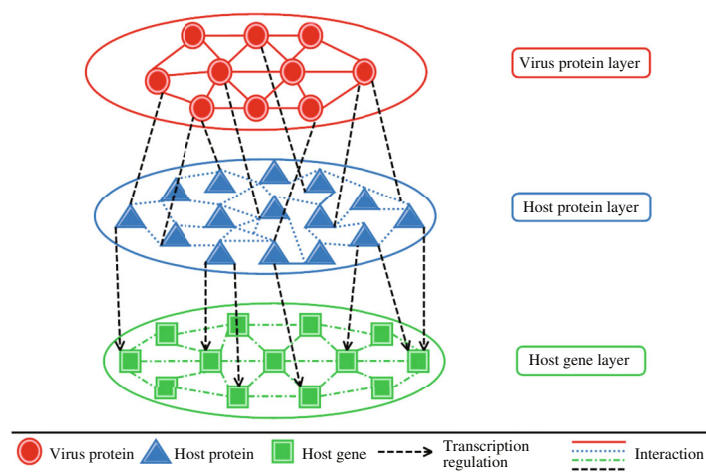 Virus protein layer
Host protein layer
Host gene layer
Virus protein
Host protein
Host gene
Transcription
regulation
Interaction